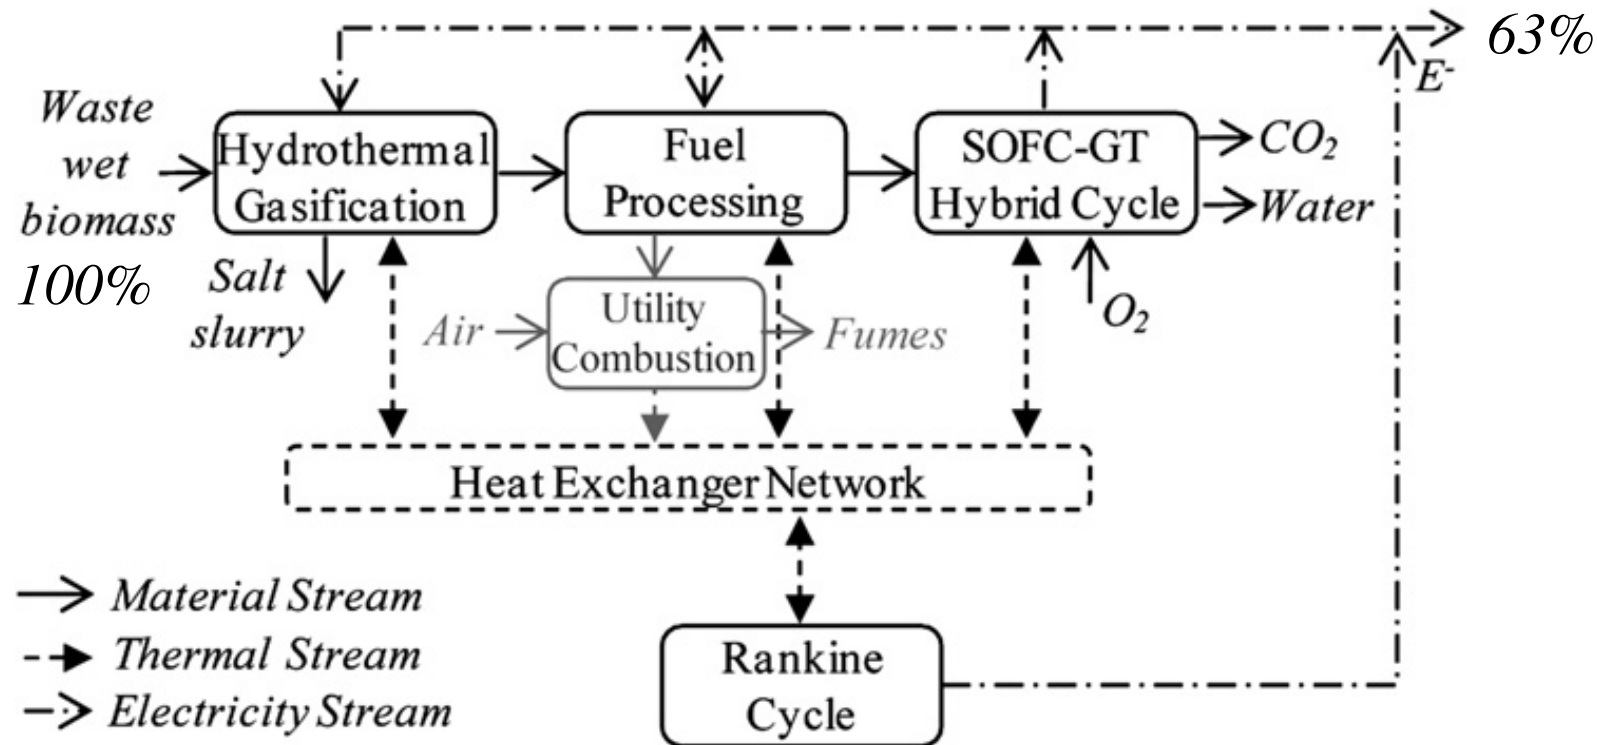 63%
E-
Waste
wet
biomass
100%
Hydrothermal
Gasification
Fuel
Processing
SOFC-GT
Hybrid Cycle
CO2
Water
Salt
slurry
Air
Utility
Combustion
Fumes
O2
Heat Exchanger Network
Material Stream
Thermal Stream
Electricity Stream
Rankine
Cycle